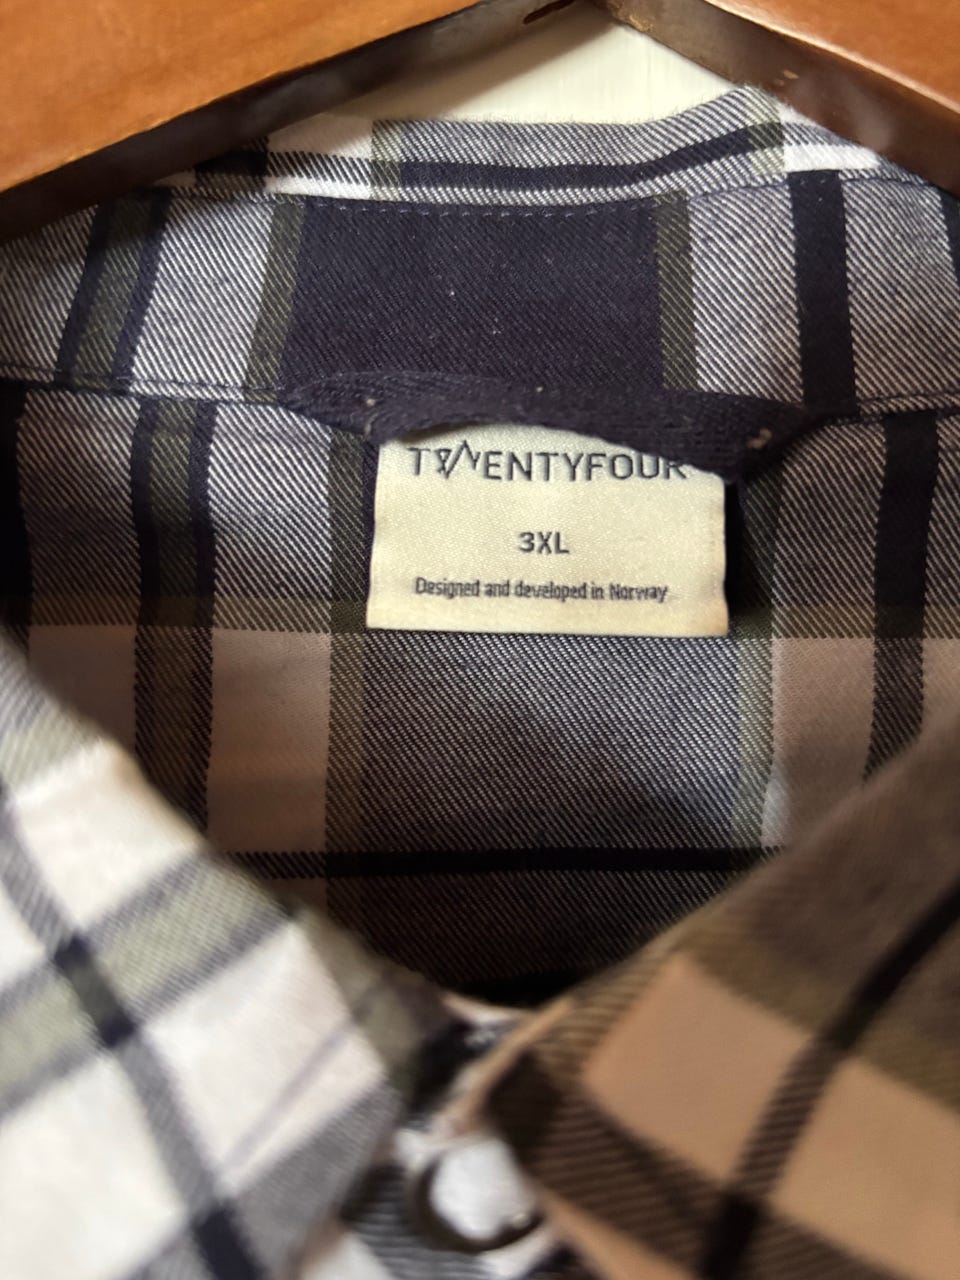 TWENTYFOUR
3XL
Designed and developed in Norway